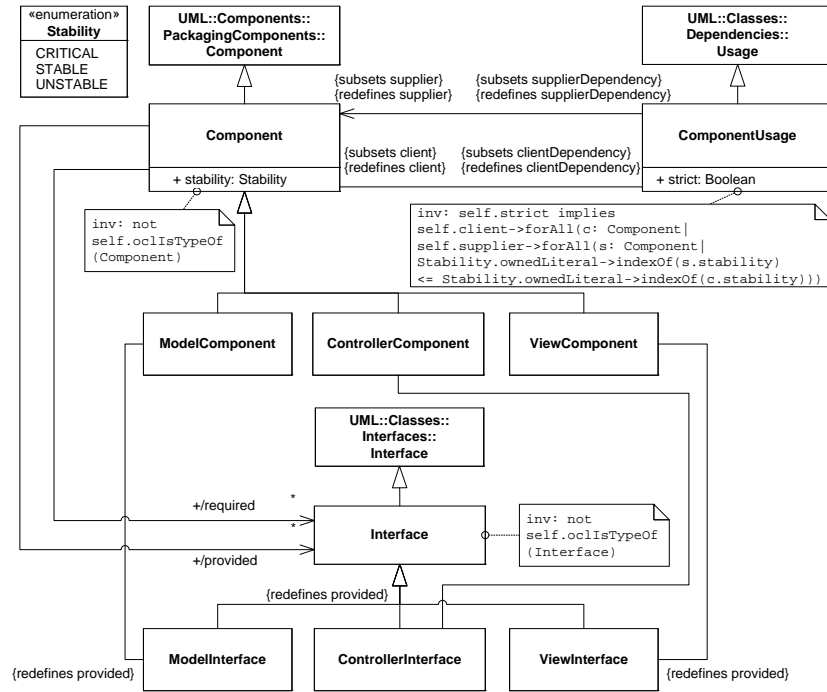 «enumeration»
Stability
CRITICAL
STABLE
UNSTABLE
UML::Components::
PackagingComponents::
Component
UML::Classes::
Dependencies::
Usage
{subsets supplier}
{redefines supplier}
{subsets supplierDependency}
{redefines supplierDependency}
Component
+ stability: Stability
{subsets client}
{redefines client}
{subsets clientDependency}
{redefines clientDependency}
ComponentUsage
+ strict: Boolean
inv: not
self.oclIsTypeOf
(Component)
inv: self.strict implies
self.client->forAll(c: Component|
self.supplier->forAll(s: Component|
Stability.ownedLiteral->indexOf(s.stability)
<= Stability.ownedLiteral->indexOf(c.stability)))
ModelComponent
ControllerComponent
ViewComponent
UML::Classes::
Interfaces::
Interface
+/required
*
*
+/provided
Interface
inv: not
self.oclIsTypeOf
(Interface)
{redefines provided}
ModelInterface
ControllerInterface
ViewInterface
{redefines provided}
{redefines provided}